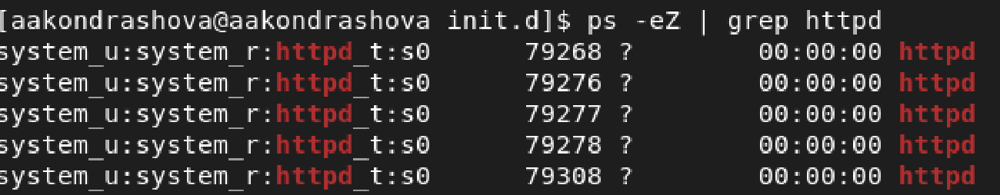 [aakondrashova@aakondrashova init.d]$ ps -eZ | grep httpd
system_u:system_r:httpd_t:s0      79268 ?        00:00:00 httpd
system_u:system_r:httpd_t:s0      79276 ?        00:00:00 httpd
system_u:system_r:httpd_t:s0      79277 ?        00:00:00 httpd
system_u:system_r:httpd_t:s0      79278 ?        00:00:00 httpd
system_u:system_r:httpd_t:s0      79308 ?        00:00:00 httpd